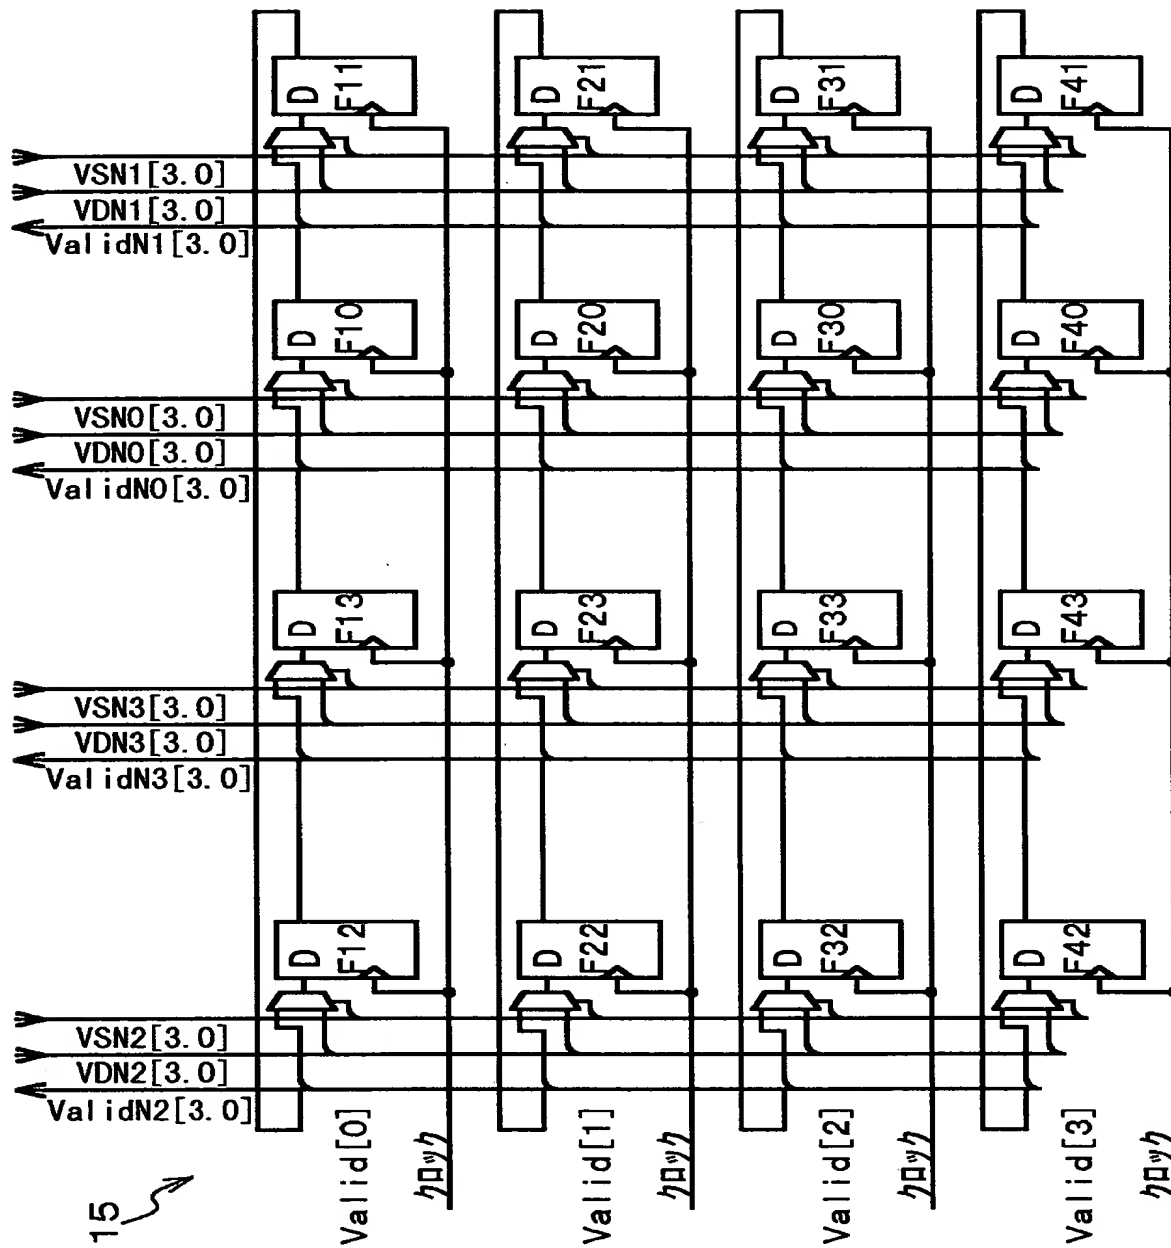 D F11
D F21
D F31
D F41
VSN1[3.0]
VDN1[3.0]
ValidN1[3.0]
D F10
D F20
D F30
D F40
VSN0[3.0]
VDN0[3.0]
ValidN0[3.0]
D F13
D F23
D F33
D F43
VSN3[3.0]
VDN3[3.0]
ValidN3[3.0]
D F12
D F22
D F32
D F42
VSN2[3.0]
VDN2[3.0]
ValidN2[3.0]
Valid[0]
クロック
Valid[1]
クロック
Valid[2]
クロック
Valid[3]
クロック
15